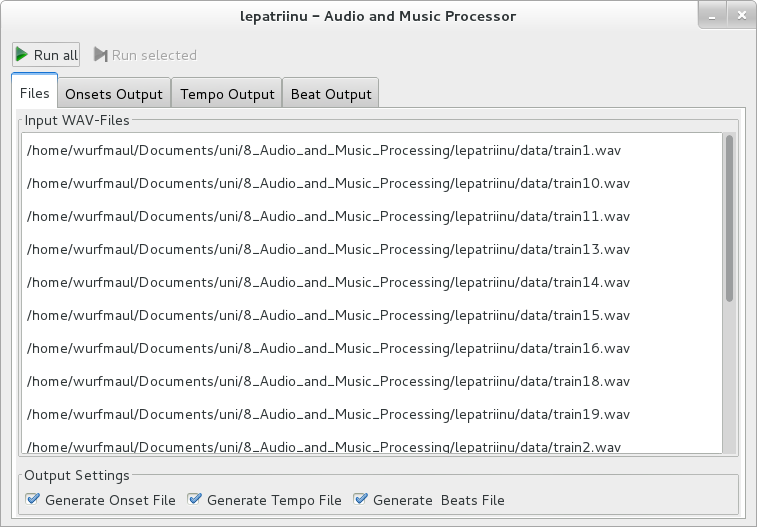 lepatriinu – Audio and Music Processor
Run all Run selected
Files Onsets Output Tempo Output Beat Output
Input WAV-Files
/home/wurfmaul/Documents/uni/8_Audio_and_Music_Processing/lepatriinu/data/train1.wav
/home/wurfmaul/Documents/uni/8_Audio_and_Music_Processing/lepatriinu/data/train10.wav
/home/wurfmaul/Documents/uni/8_Audio_and_Music_Processing/lepatriinu/data/train11.wav
/home/wurfmaul/Documents/uni/8_Audio_and_Music_Processing/lepatriinu/data/train13.wav
/home/wurfmaul/Documents/uni/8_Audio_and_Music_Processing/lepatriinu/data/train14.wav
/home/wurfmaul/Documents/uni/8_Audio_and_Music_Processing/lepatriinu/data/train15.wav
/home/wurfmaul/Documents/uni/8_Audio_and_Music_Processing/lepatriinu/data/train16.wav
/home/wurfmaul/Documents/uni/8_Audio_and_Music_Processing/lepatriinu/data/train18.wav
/home/wurfmaul/Documents/uni/8_Audio_and_Music_Processing/lepatriinu/data/train19.wav
/home/wurfmaul/Documents/uni/8_Audio_and_Music_Processing/lepatriinu/data/train2.wav
Output Settings
Generate Onset File Generate Tempo File Generate  Beats File